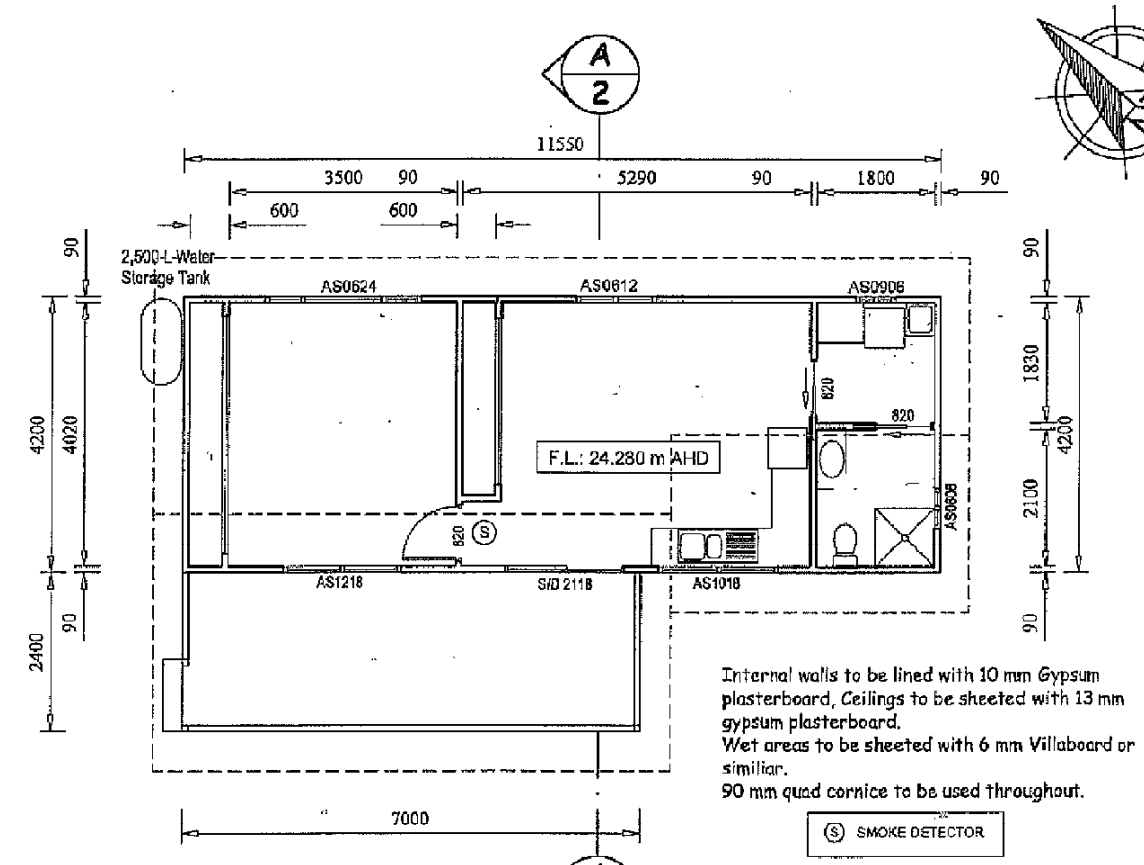 A
2
11550
3500 90 5290 90 1800 90
600 600
90
2,500-L-Water
Storage Tank
90
AS0624 AS0612 AS0906
4200
4020
820
820
1830
4200
F.L.: 24.280 m AHD
2100
AS0606
820
S
AS1218 S/D 2118 AS1018
90
90
2400
Internal walls to be lined with 10 mm Gypsum
plasterboard, Ceilings to be sheeted with 13 mm
gypsum plasterboard.
Wet areas to be sheeted with 6 mm Villaboard or
similiar.
90 mm quad cornice to be used throughout.
7000
S SMOKE DETECTOR